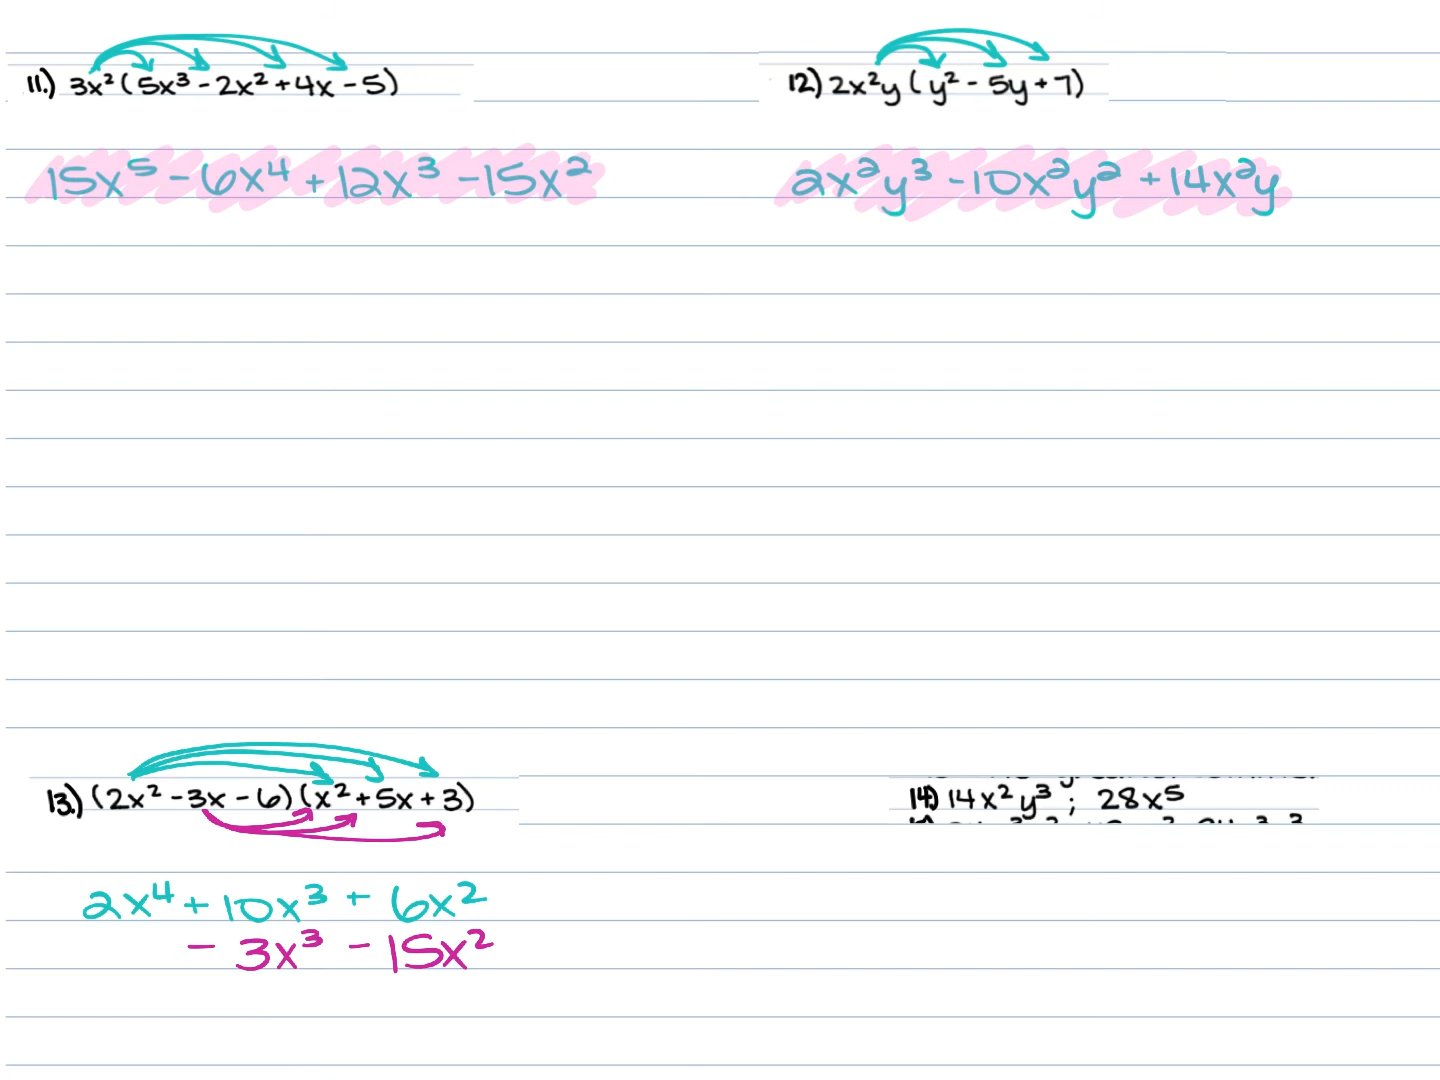 11.) 3x²(5x³ - 2x² + 4x - 5)
15x⁵ - 6x⁴ + 12x³ - 15x²
12) 2x²y (y² - 5y + 7)
2x²y³ - 10x²y² + 14x²y
13.) (2x² - 3x - 6)(x² + 5x + 3)
2x⁴ + 10x³ + 6x²
- 3x³ - 15x²
14) 14x²y³ ; 28x⁵